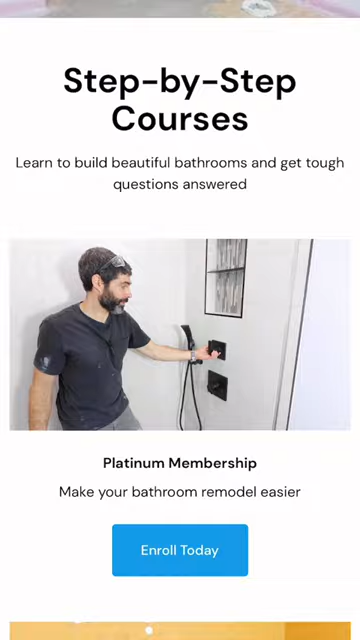 Step-by-Step
Courses
Learn to build beautiful bathrooms and get tough
questions answered
Platinum Membership
Make your bathroom remodel easier
Enroll Today